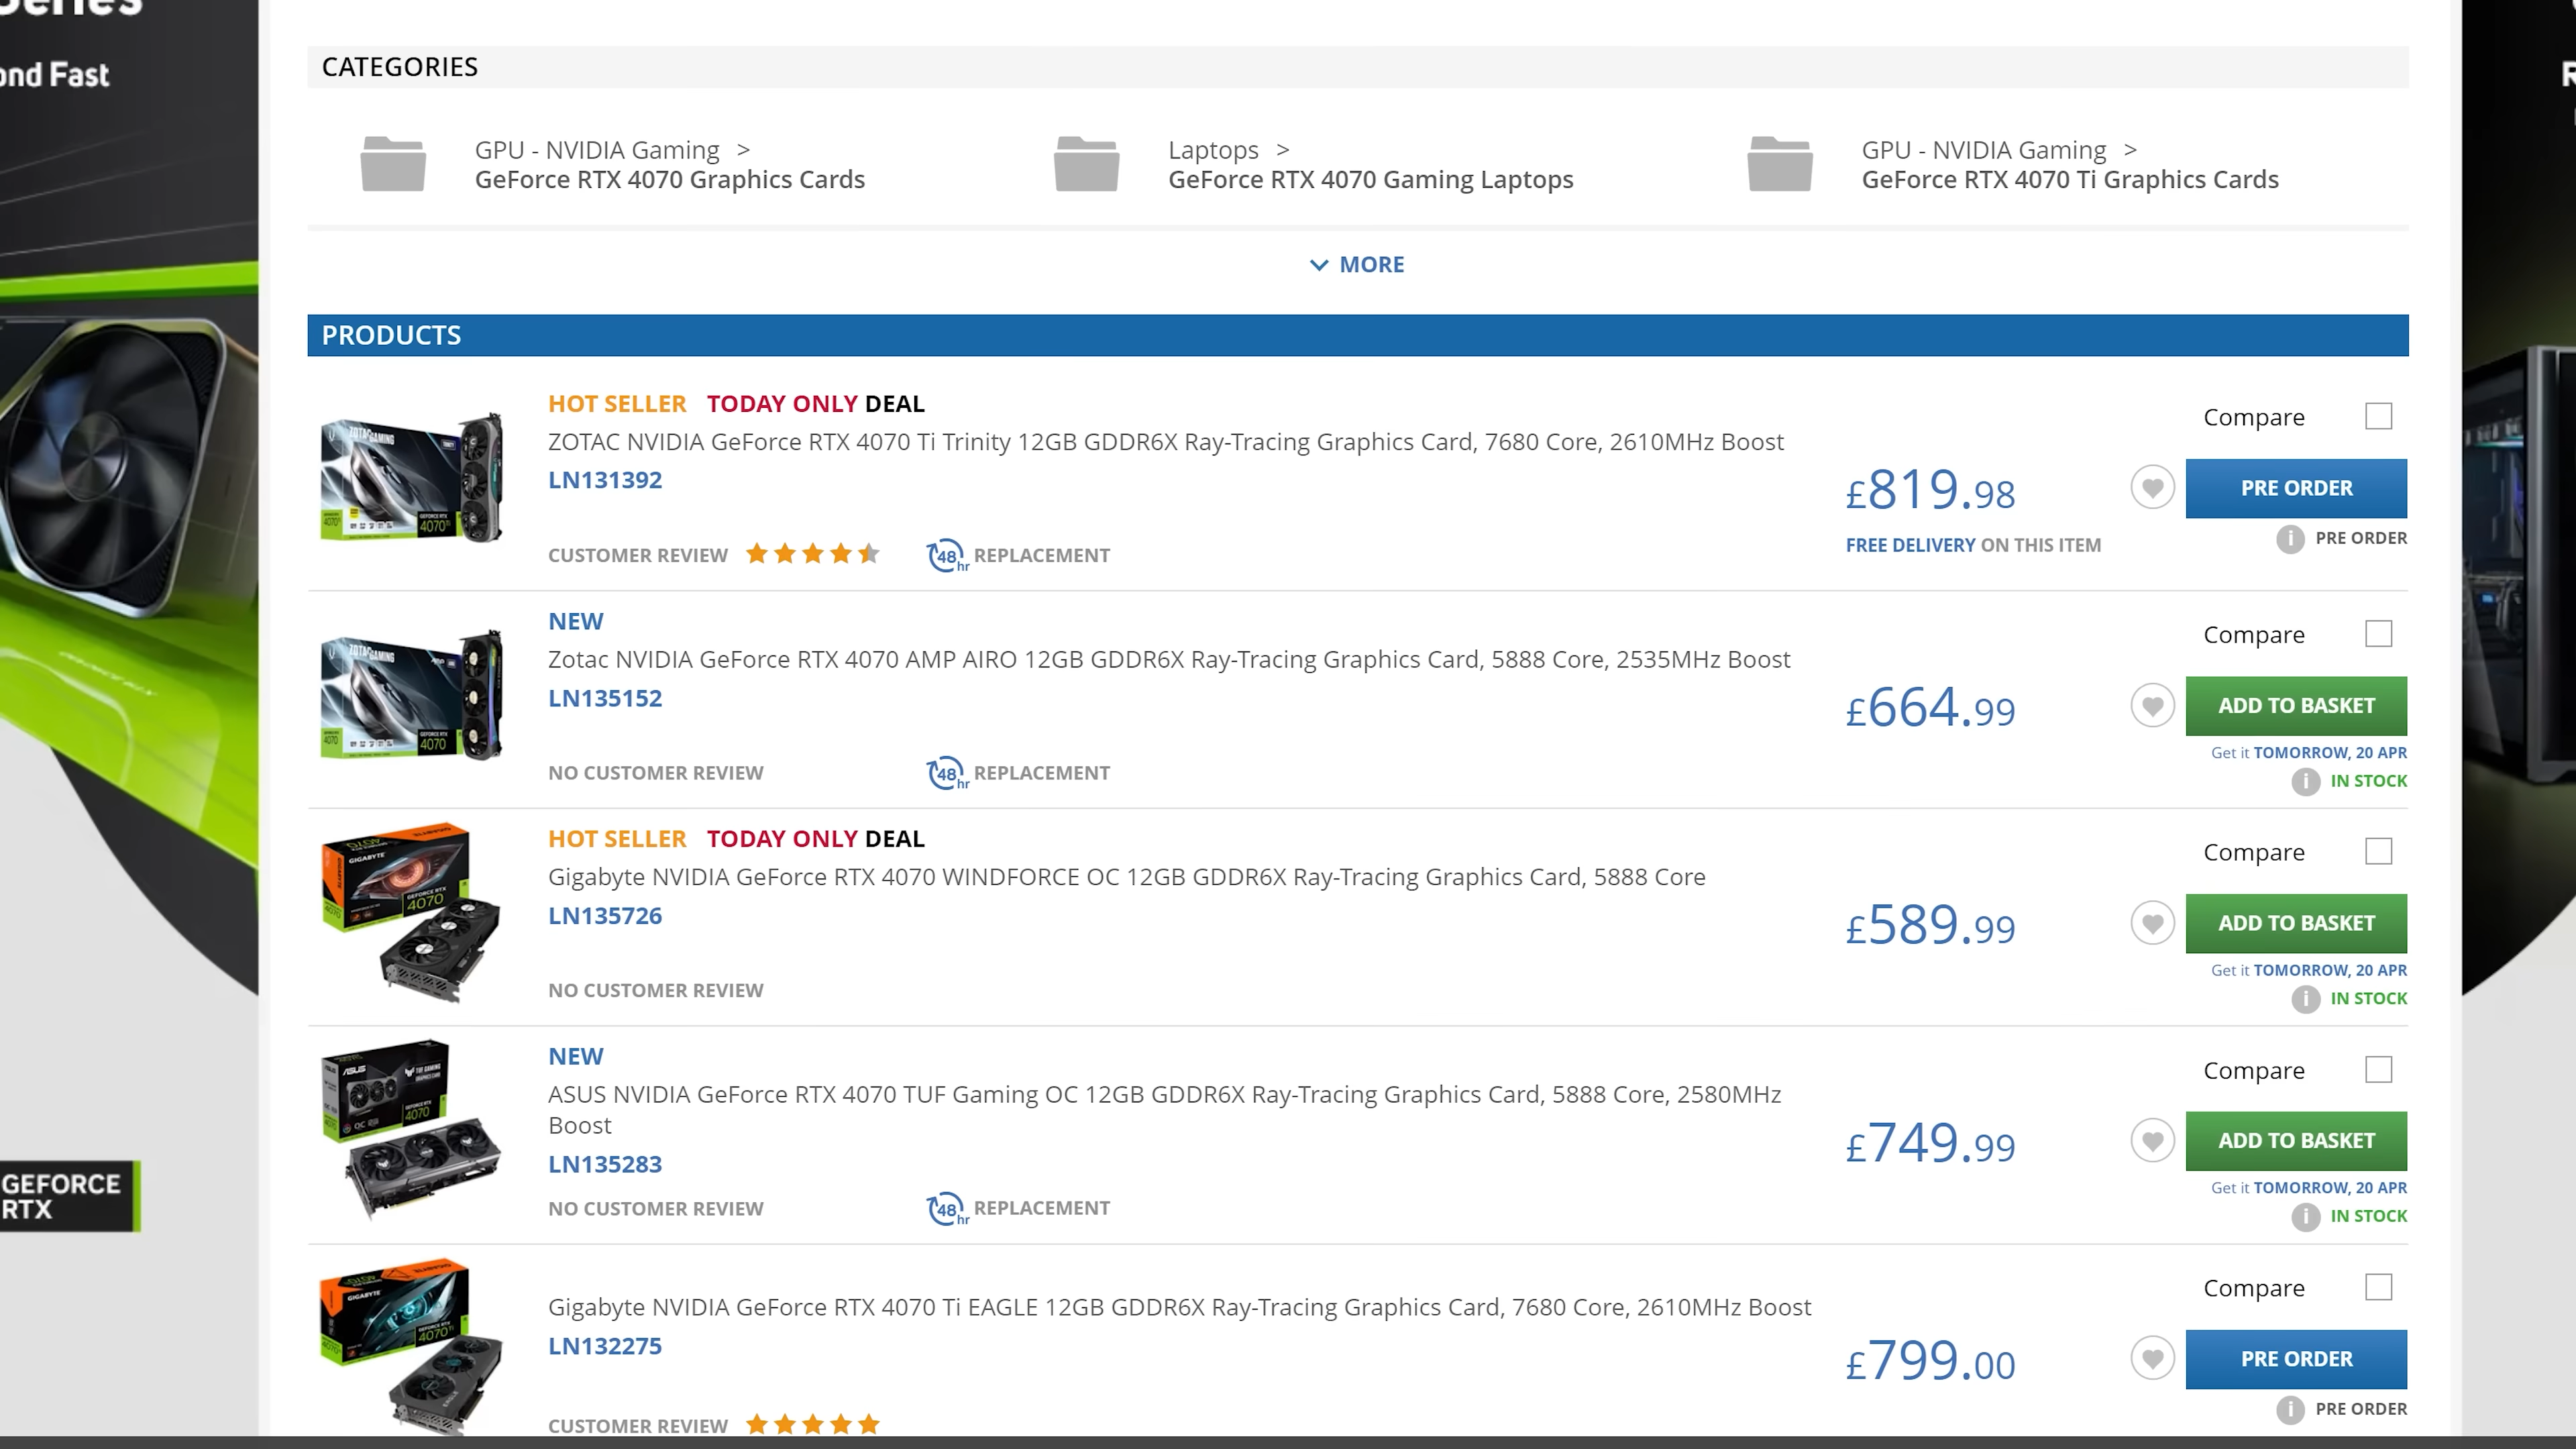 ond Fast
CATEGORIES
GPU - NVIDIA Gaming >
GeForce RTX 4070 Graphics Cards
Laptops >
GeForce RTX 4070 Gaming Laptops
GPU - NVIDIA Gaming >
GeForce RTX 4070 Ti Graphics Cards
MORE
PRODUCTS
HOT SELLER TODAY ONLY DEAL
ZOTAC NVIDIA GeForce RTX 4070 Ti Trinity 12GB GDDR6X Ray-Tracing Graphics Card, 7680 Core, 2610MHz Boost
LN131392
CUSTOMER REVIEW
48hr REPLACEMENT
£819.98
FREE DELIVERY ON THIS ITEM
Compare
PRE ORDER
PRE ORDER
NEW
Zotac NVIDIA GeForce RTX 4070 AMP AIRO 12GB GDDR6X Ray-Tracing Graphics Card, 5888 Core, 2535MHz Boost
LN135152
NO CUSTOMER REVIEW
48hr REPLACEMENT
£664.99
Compare
ADD TO BASKET
Get it TOMORROW, 20 APR
IN STOCK
HOT SELLER TODAY ONLY DEAL
Gigabyte NVIDIA GeForce RTX 4070 WINDFORCE OC 12GB GDDR6X Ray-Tracing Graphics Card, 5888 Core
LN135726
NO CUSTOMER REVIEW
£589.99
Compare
ADD TO BASKET
Get it TOMORROW, 20 APR
IN STOCK
NEW
ASUS NVIDIA GeForce RTX 4070 TUF Gaming OC 12GB GDDR6X Ray-Tracing Graphics Card, 5888 Core, 2580MHz
Boost
LN135283
NO CUSTOMER REVIEW
48hr REPLACEMENT
£749.99
Compare
ADD TO BASKET
Get it TOMORROW, 20 APR
IN STOCK
Gigabyte NVIDIA GeForce RTX 4070 Ti EAGLE 12GB GDDR6X Ray-Tracing Graphics Card, 7680 Core, 2610MHz Boost
LN132275
CUSTOMER REVIEW
£799.00
Compare
PRE ORDER
PRE ORDER
GEFORCE
RTX